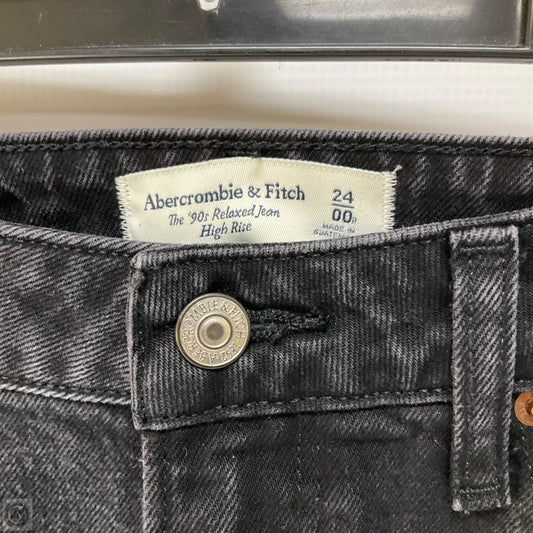 Abercrombie & Fitch
The '90s Relaxed Jean
High Rise
24
00R
MADE IN
ABERCROMBIE & FITCH